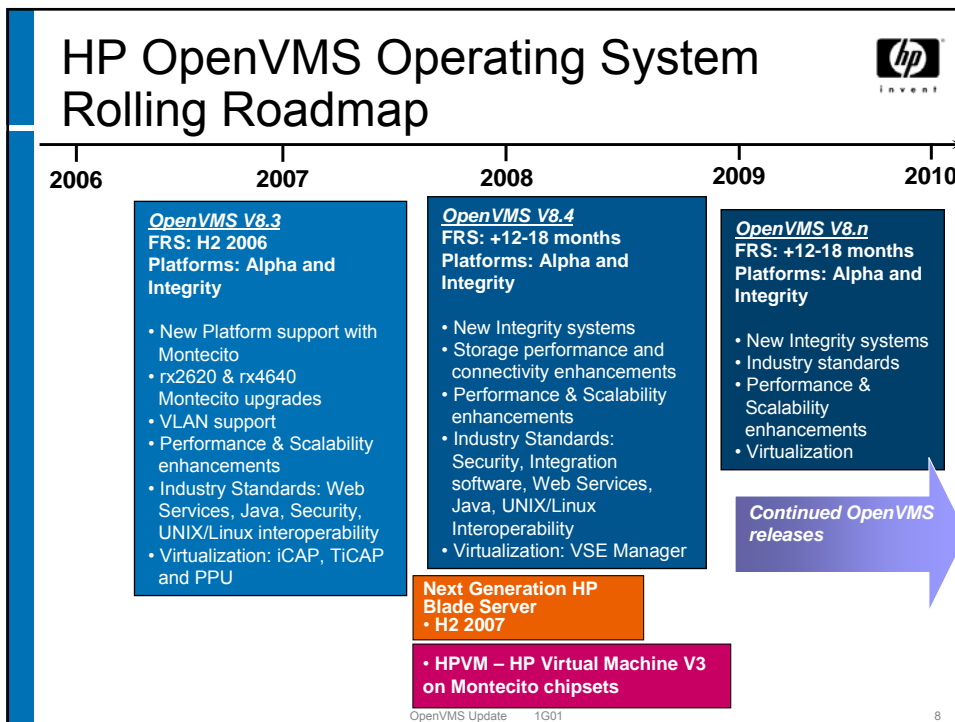 HP OpenVMS Operating System
Rolling Roadmap
hp
invent
2006
2007
2008
2009
2010
OpenVMS V8.3
FRS: H2 2006
Platforms: Alpha and
Integrity
• New Platform support with
Montecito
• rx2620 & rx4640
Montecito upgrades
• VLAN support
• Performance & Scalability
enhancements
• Industry Standards: Web
Services, Java, Security,
UNIX/Linux interoperability
• Virtualization: iCAP, TiCAP
and PPU
OpenVMS V8.4
FRS: +12-18 months
Platforms: Alpha and
Integrity
• New Integrity systems
• Storage performance and
connectivity enhancements
• Performance & Scalability
enhancements
• Industry Standards:
Security, Integration
software, Web Services,
Java, UNIX/Linux
Interoperability
• Virtualization: VSE Manager
OpenVMS V8.n
FRS: +12-18 months
Platforms: Alpha and
Integrity
• New Integrity systems
• Industry standards
• Performance &
Scalability
enhancements
• Virtualization
Continued OpenVMS
releases
Next Generation HP
Blade Server
• H2 2007
• HPVM – HP Virtual Machine V3
on Montecito chipsets
OpenVMS Update 1G01
8